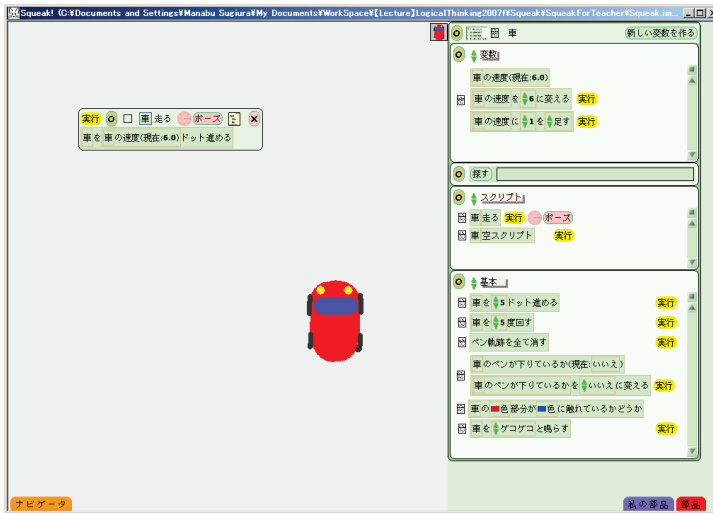 Squeak! (C:¥Documents and Settings¥Manabu Sugiura¥My Documents¥WorkSpace¥【Lecture】LogicalThinking2007f¥Squeak¥SqueakForTeacher¥Squeak.im...
車
新しい変数を作る
変数
車の速度(現在:6.0)
車の速度を6に変える 実行
車の速度に1を足す 実行
実行 車 走る ポーズ
車を車の速度(現在:6.0)ドット進める
探す
スクリプト
車 走る 実行 ポーズ
車 空スクリプト 実行
基本
車を5ドット進める 実行
車を5度回す 実行
ペン軌跡を全て消す 実行
車のペンが下りているか(現在:いいえ)
車のペンが下りているかをいいえに変える 実行
車の色部分が色に触れているかどうか
車をゲコゲコと鳴らす 実行
ナビゲータ
私の部品 部品